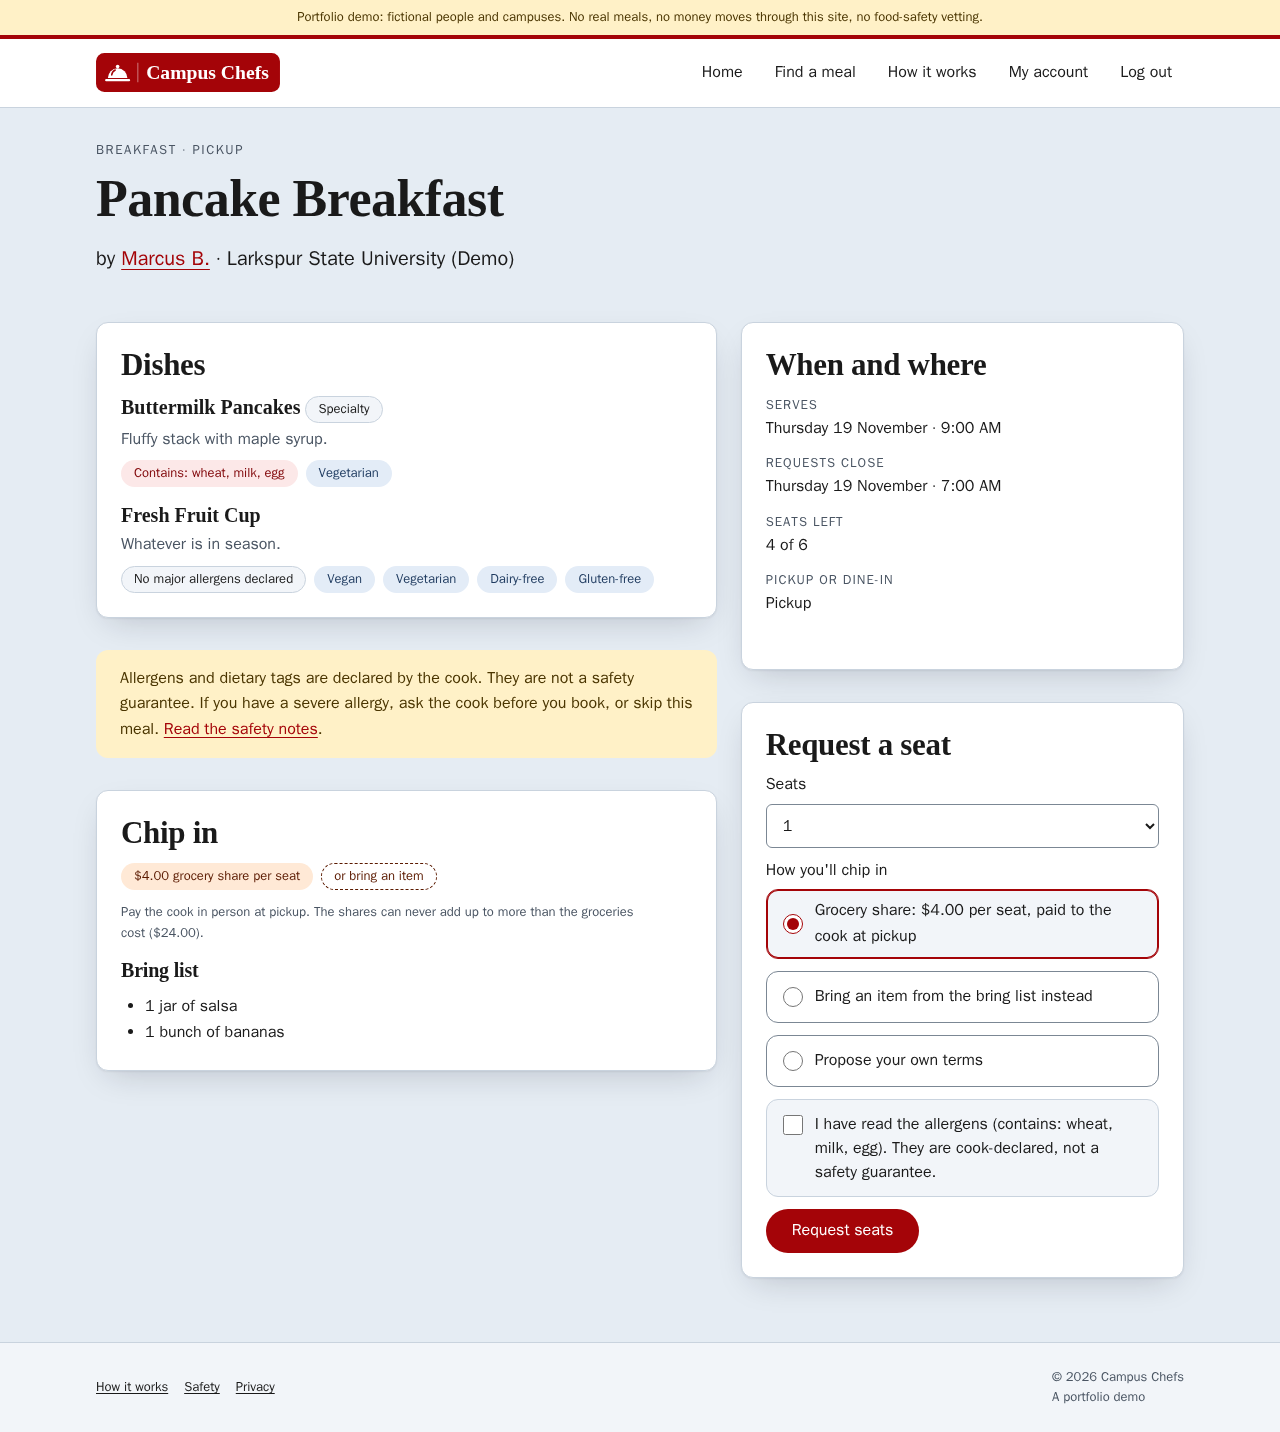 Portfolio demo: fictional people and campuses. No real meals, no money moves through this site, no food-safety vetting.
Campus Chefs
Home
Find a meal
How it works
My account
Log out
BREAKFAST · PICKUP
Pancake Breakfast
by Marcus B. · Larkspur State University (Demo)
Dishes
Buttermilk Pancakes Specialty
Fluffy stack with maple syrup.
Contains: wheat, milk, egg
Vegetarian
Fresh Fruit Cup
Whatever is in season.
No major allergens declared
Vegan
Vegetarian
Dairy-free
Gluten-free
Allergens and dietary tags are declared by the cook. They are not a safety
guarantee. If you have a severe allergy, ask the cook before you book, or skip this
meal. Read the safety notes.
Chip in
$4.00 grocery share per seat
or bring an item
Pay the cook in person at pickup. The shares can never add up to more than the groceries
cost ($24.00).
Bring list
• 1 jar of salsa
• 1 bunch of bananas
When and where
SERVES
Thursday 19 November · 9:00 AM
REQUESTS CLOSE
Thursday 19 November · 7:00 AM
SEATS LEFT
4 of 6
PICKUP OR DINE-IN
Pickup
Request a seat
Seats
1
How you'll chip in
Grocery share: $4.00 per seat, paid to the
cook at pickup
Bring an item from the bring list instead
Propose your own terms
I have read the allergens (contains: wheat,
milk, egg). They are cook-declared, not a
safety guarantee.
Request seats
How it works
Safety
Privacy
© 2026 Campus Chefs
A portfolio demo